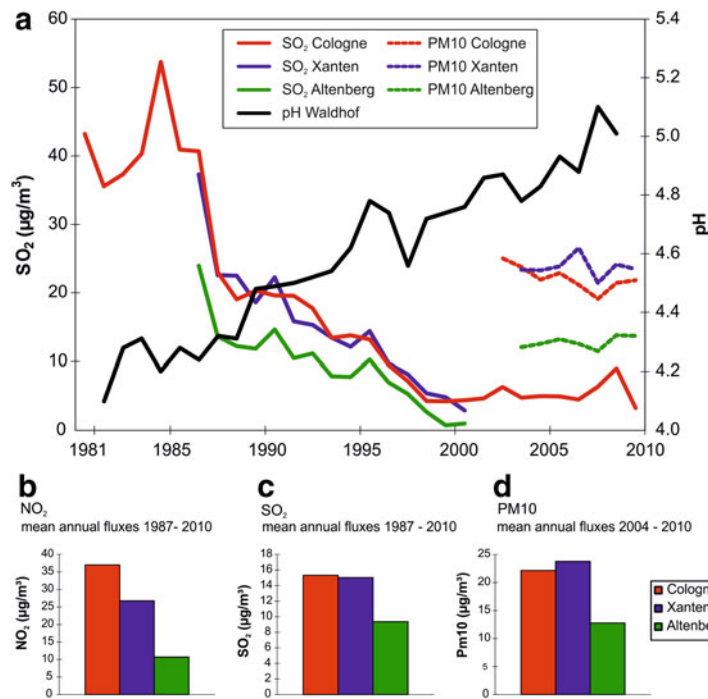 a
60
50
40
30
20
10
0
SO₂ (µg/m³)
SO₂ Cologne
SO₂ Xanten
SO₂ Altenberg
pH Waldhof
PM10 Cologne
PM10 Xanten
PM10 Altenberg
5.4
5.2
5.0
4.8
4.6
4.4
4.2
4.0
pH
1981 1985 1990 1995 2000 2005 2010
b
NO₂
mean annual fluxes 1987- 2010
40
35
30
25
20
15
10
5
0
NO₂ (µg/m³)
c
SO₂
mean annual fluxes 1987 - 2010
18
16
14
12
10
8
6
4
2
0
SO₂ (µg/m³)
d
PM10
mean annual fluxes 2004 - 2010
25
20
15
10
5
0
Pm10 (µg/m³)
Cologne
Xanten
Altenberg